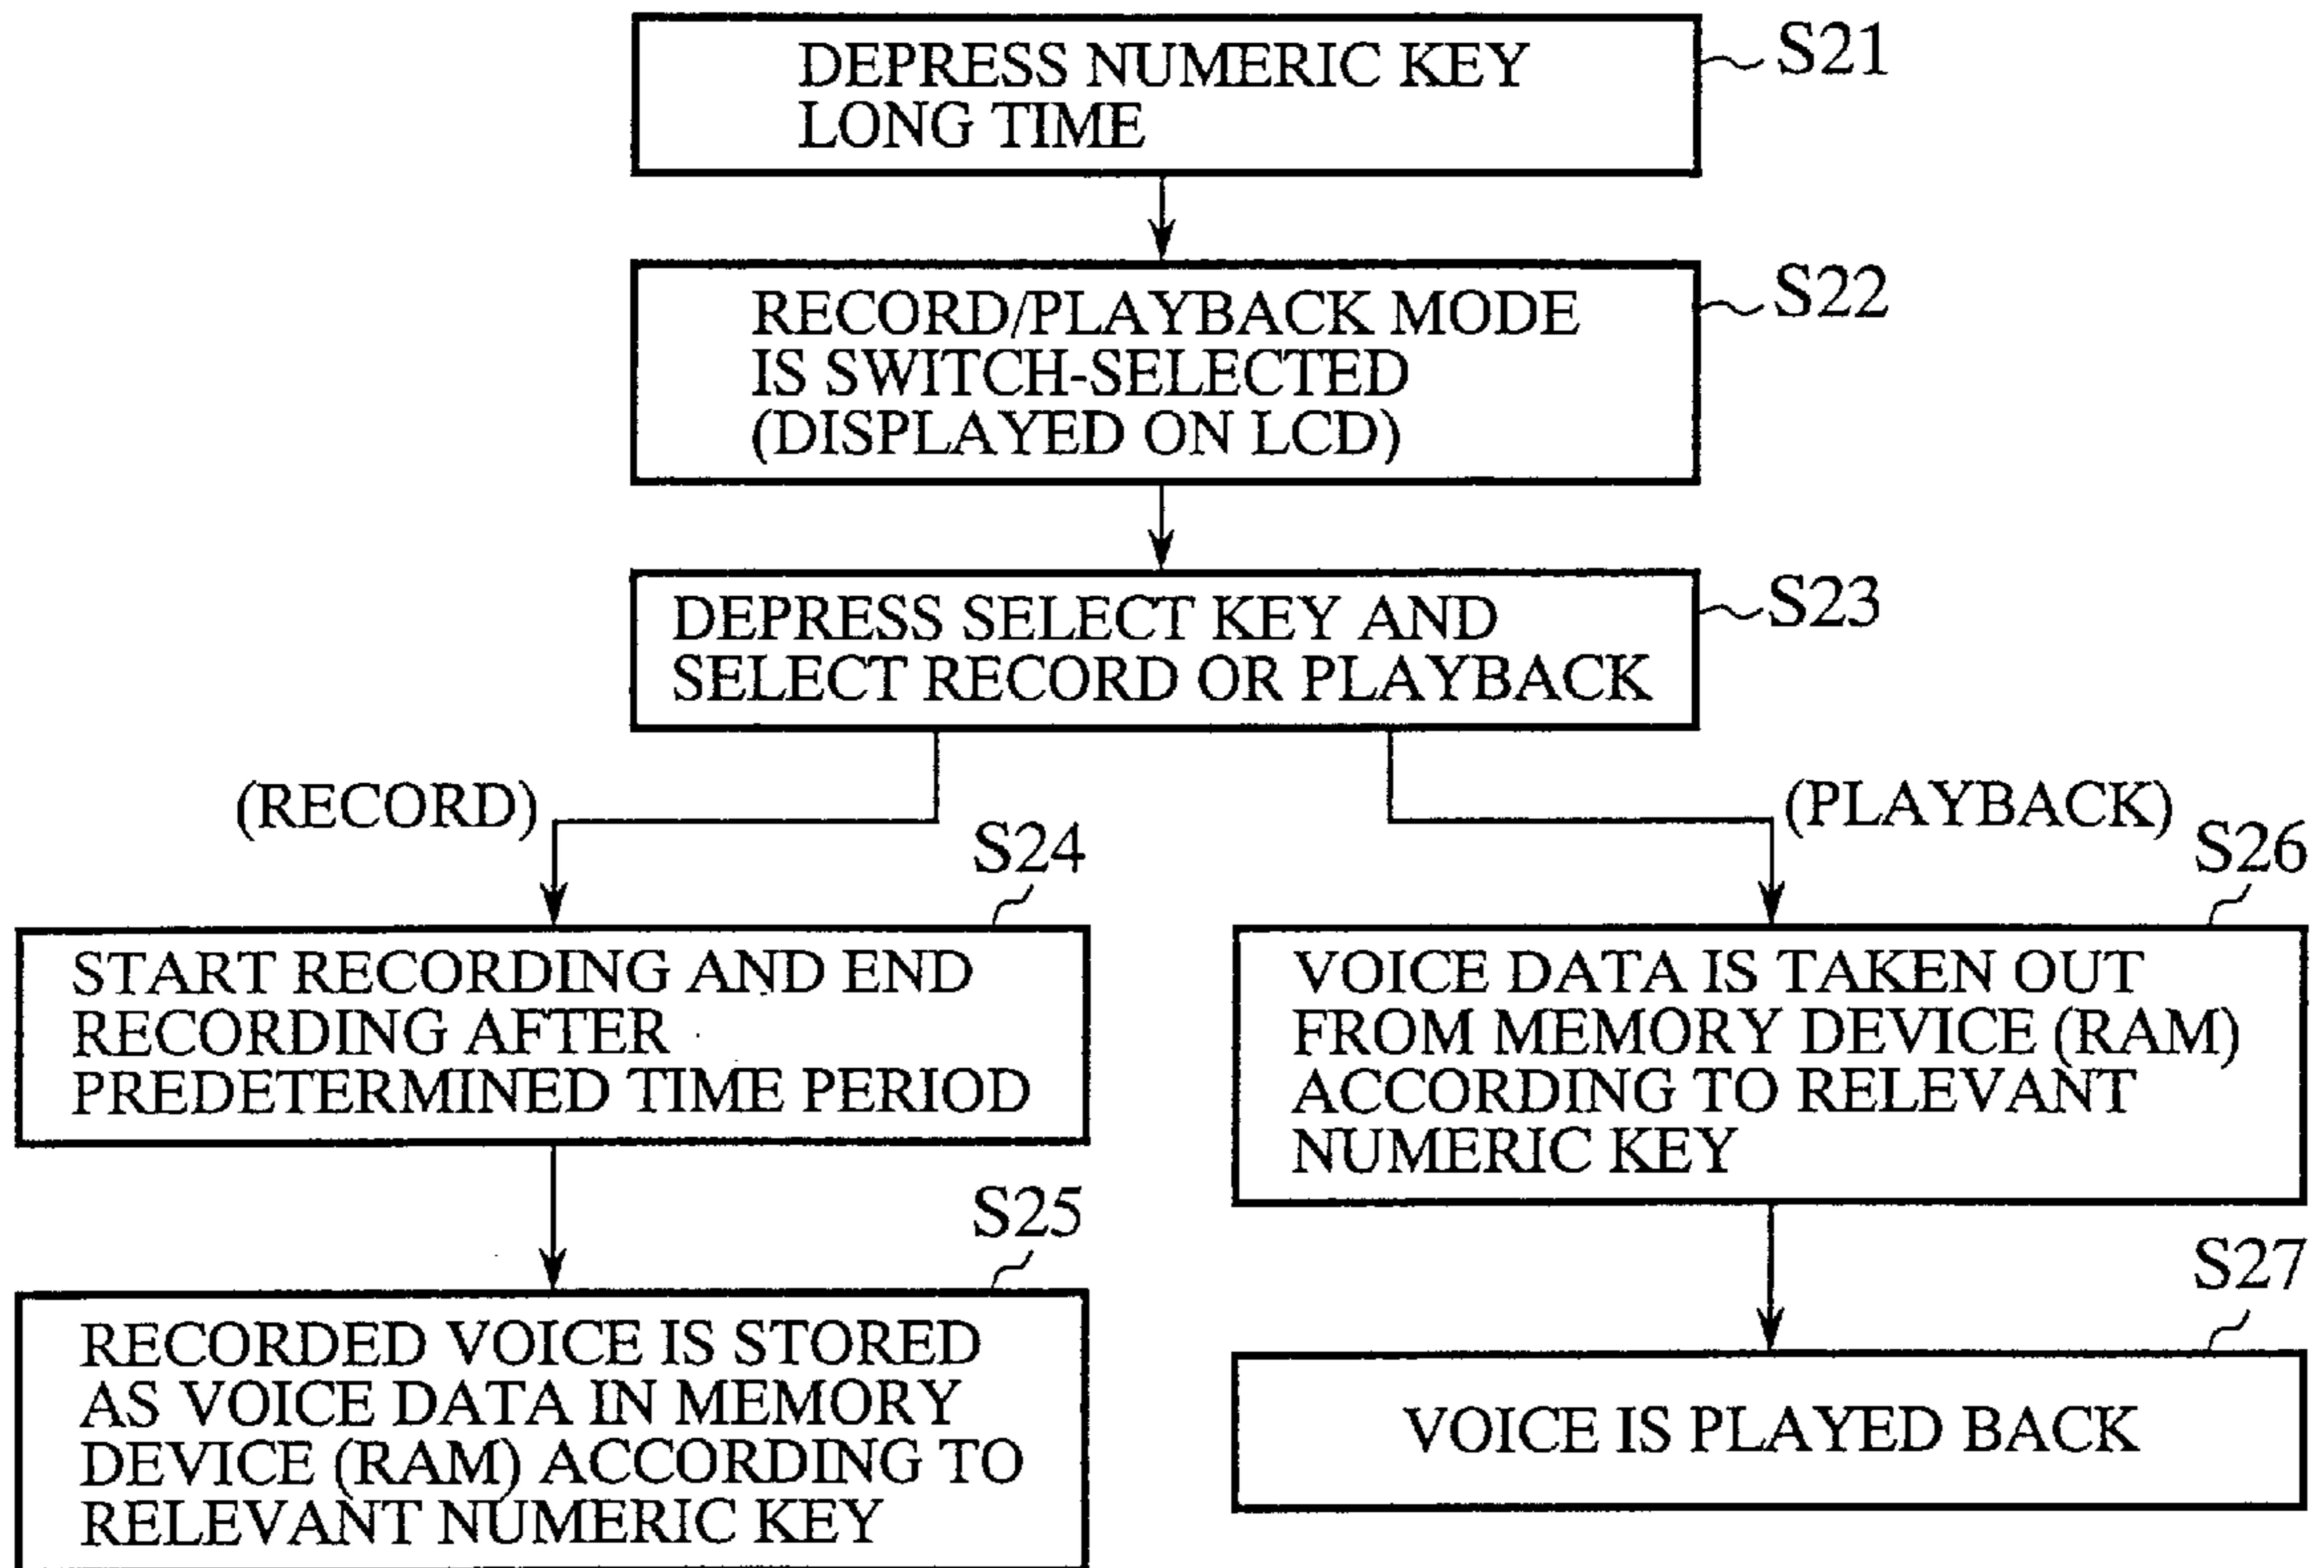 DEPRESS NUMERIC KEY
LONG TIME
S21
RECORD/PLAYBACK MODE
IS SWITCH-SELECTED
(DISPLAYED ON LCD)
S22
DEPRESS SELECT KEY AND
SELECT RECORD OR PLAYBACK
S23
(RECORD)
(PLAYBACK)
S24
START RECORDING AND END
RECORDING AFTER
PREDETERMINED TIME PERIOD
S25
RECORDED VOICE IS STORED
AS VOICE DATA IN MEMORY
DEVICE (RAM) ACCORDING TO
RELEVANT NUMERIC KEY
S26
VOICE DATA IS TAKEN OUT
FROM MEMORY DEVICE (RAM)
ACCORDING TO RELEVANT
NUMERIC KEY
S27
VOICE IS PLAYED BACK